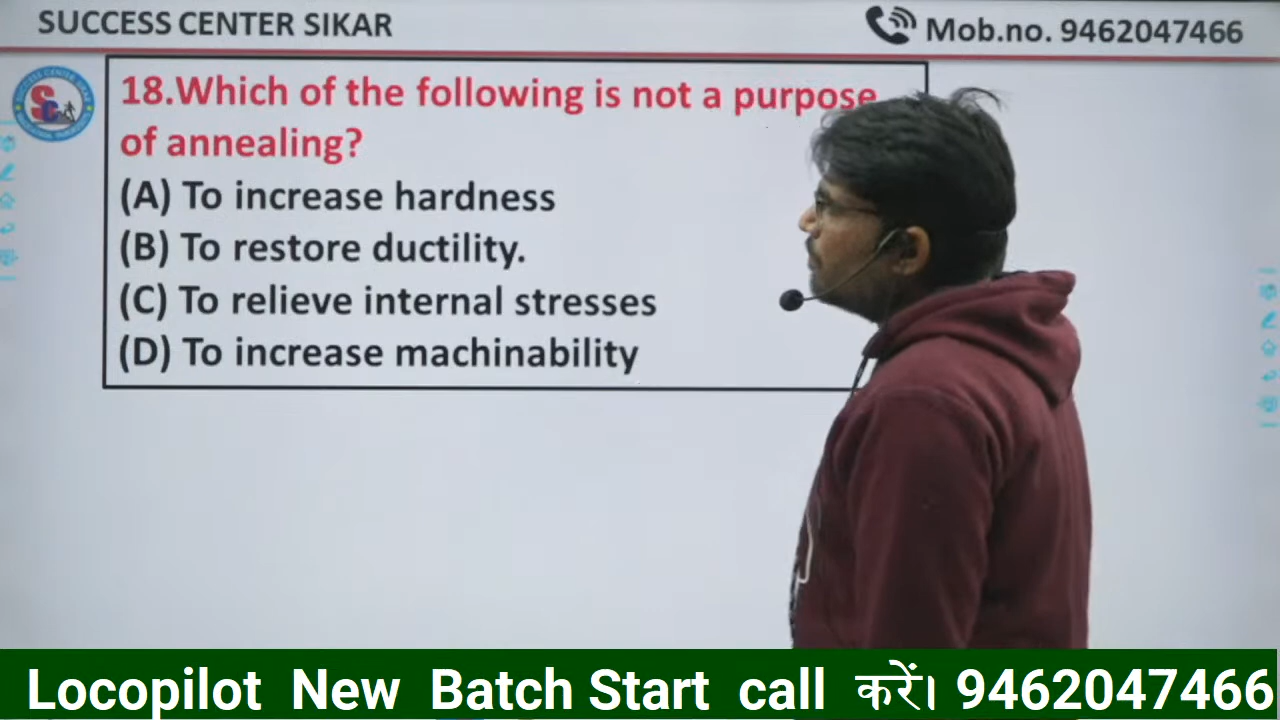 SUCCESS CENTER SIKAR
Mob.no. 9462047466
18.Which of the following is not a purpose
of annealing?
(A) To increase hardness
(B) To restore ductility.
(C) To relieve internal stresses
(D) To increase machinability
Locopilot New Batch Start call करें। 9462047466